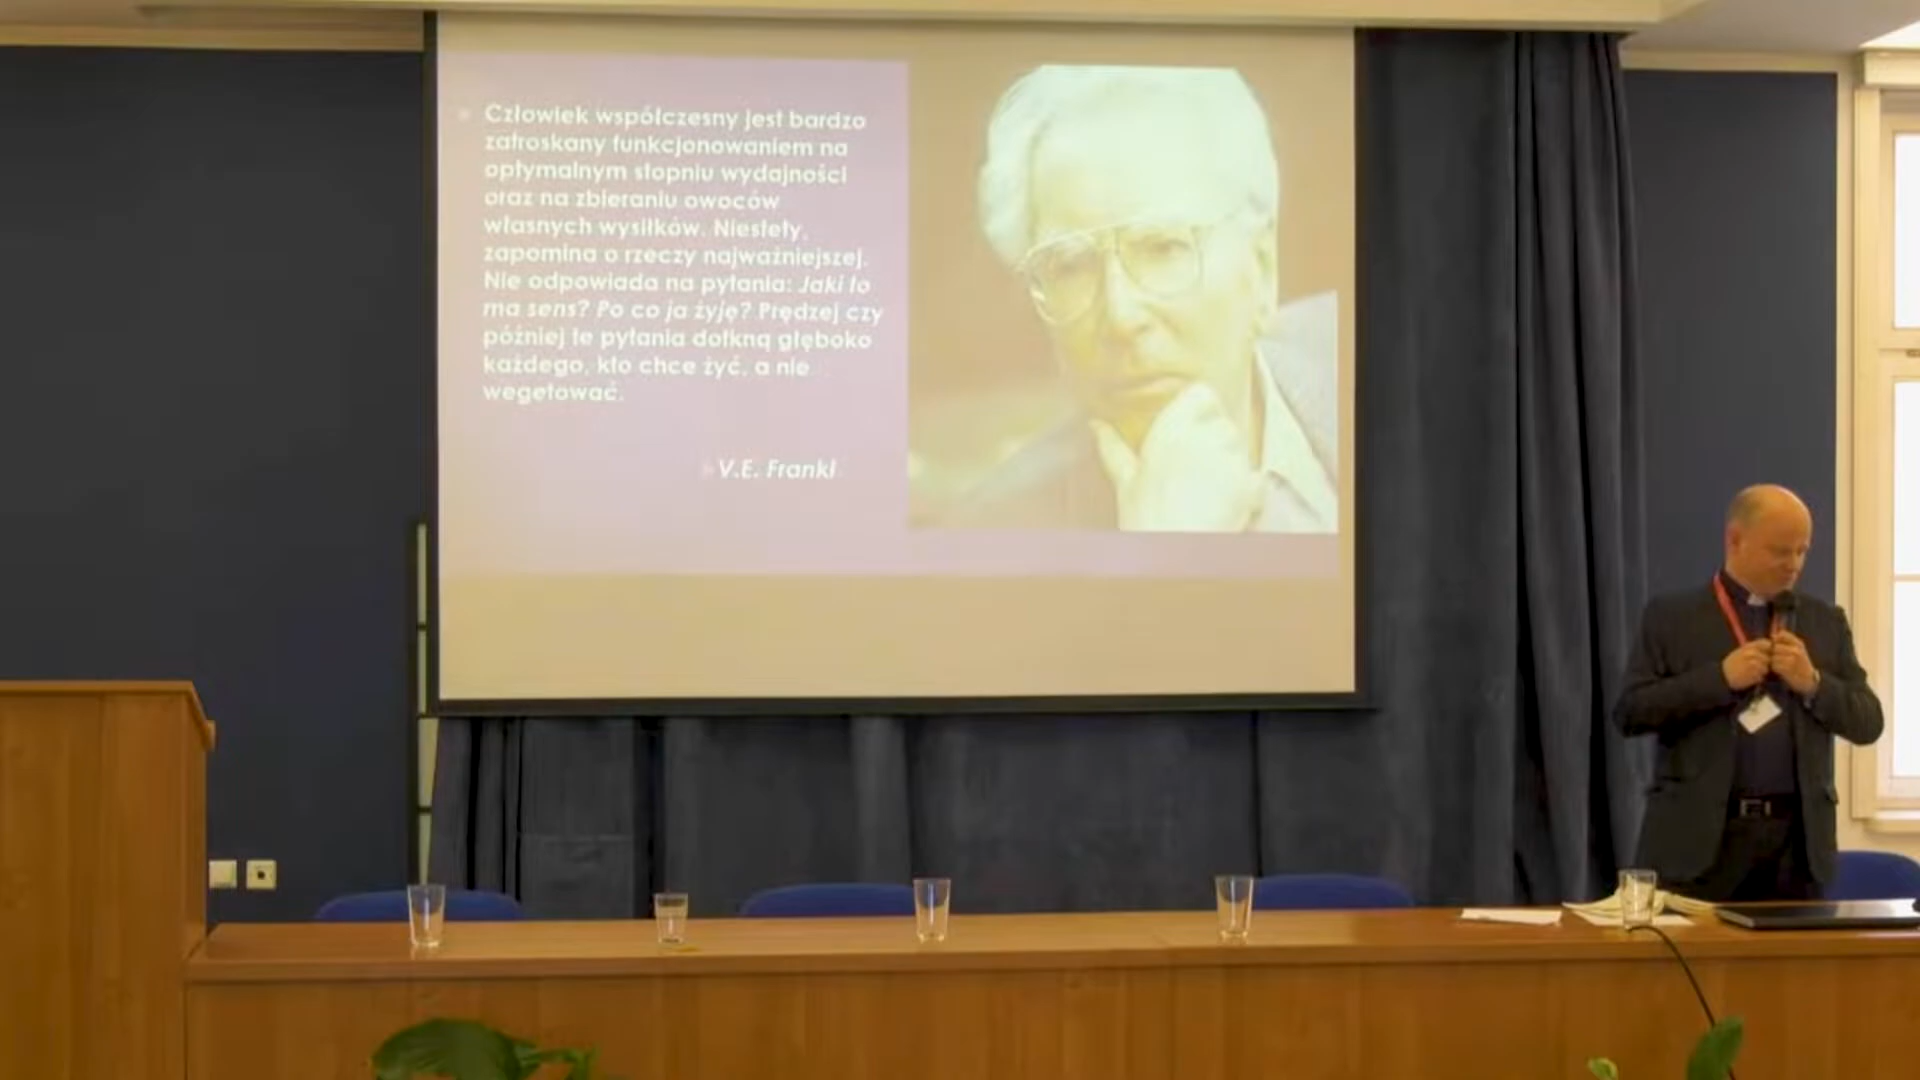 Człowiek współczesny jest bardzo
zatroskany funkcjonowaniem na
optymalnym stopniu wydajności
oraz na zbieraniu owoców
własnych wysiłków. Niestety,
zapomina o rzeczy najważniejszej.
Nie odpowiada na pytania: Jaki to
ma sens? Po co ja żyję? Prędzej czy
później te pytania dotkną głęboko
każdego, kto chce żyć, a nie
wegetować.
V.E. Frankl